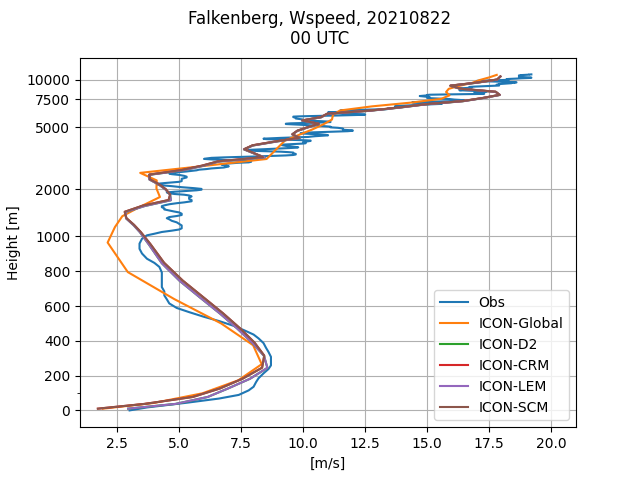 Falkenberg, Wspeed, 20210822
00 UTC
10000
7500
5000
2000
1000
800
600
400
200
0
Height [m]
Obs
ICON-Global
ICON-D2
ICON-CRM
ICON-LEM
ICON-SCM
2.5 5.0 7.5 10.0 12.5 15.0 17.5 20.0
[m/s]